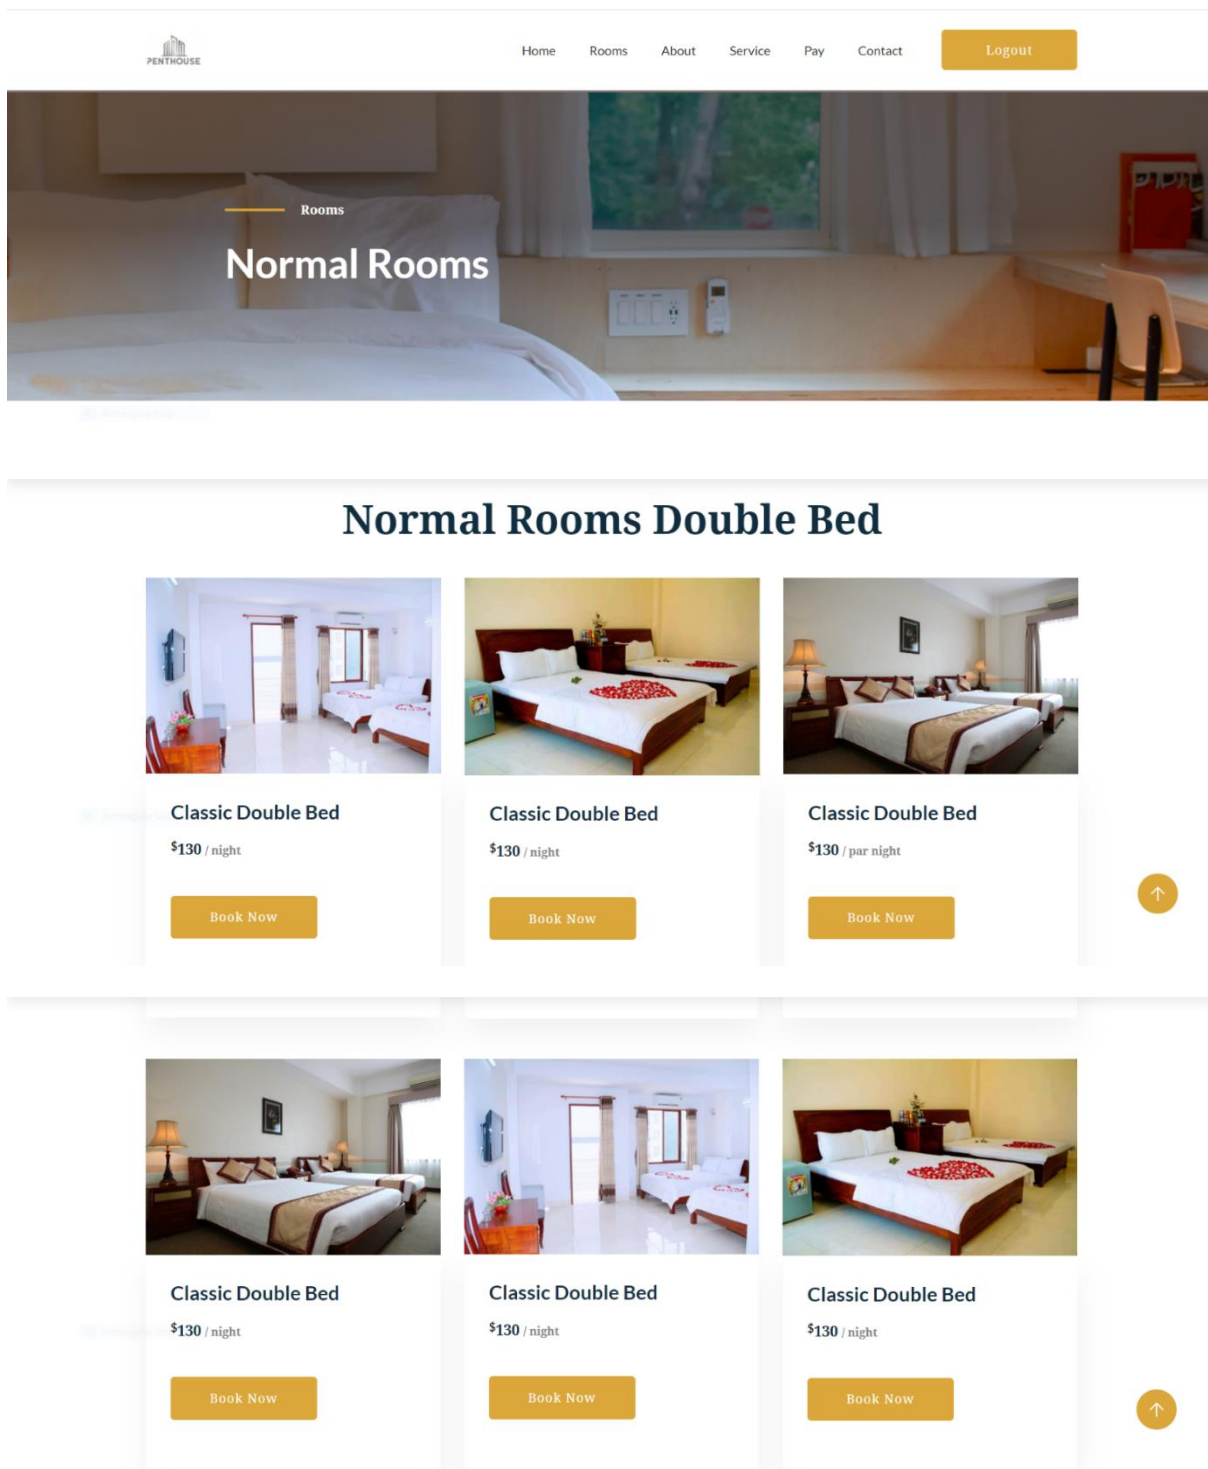 PENTHOUSE
Home Rooms About Service Pay Contact Logout
Rooms
Normal Rooms
Normal Rooms Double Bed
Classic Double Bed Classic Double Bed Classic Double Bed
$130 / night $130 / night $130 / par night
Book Now Book Now Book Now
Classic Double Bed Classic Double Bed Classic Double Bed
$130 / night $130 / night $130 / night
Book Now Book Now Book Now